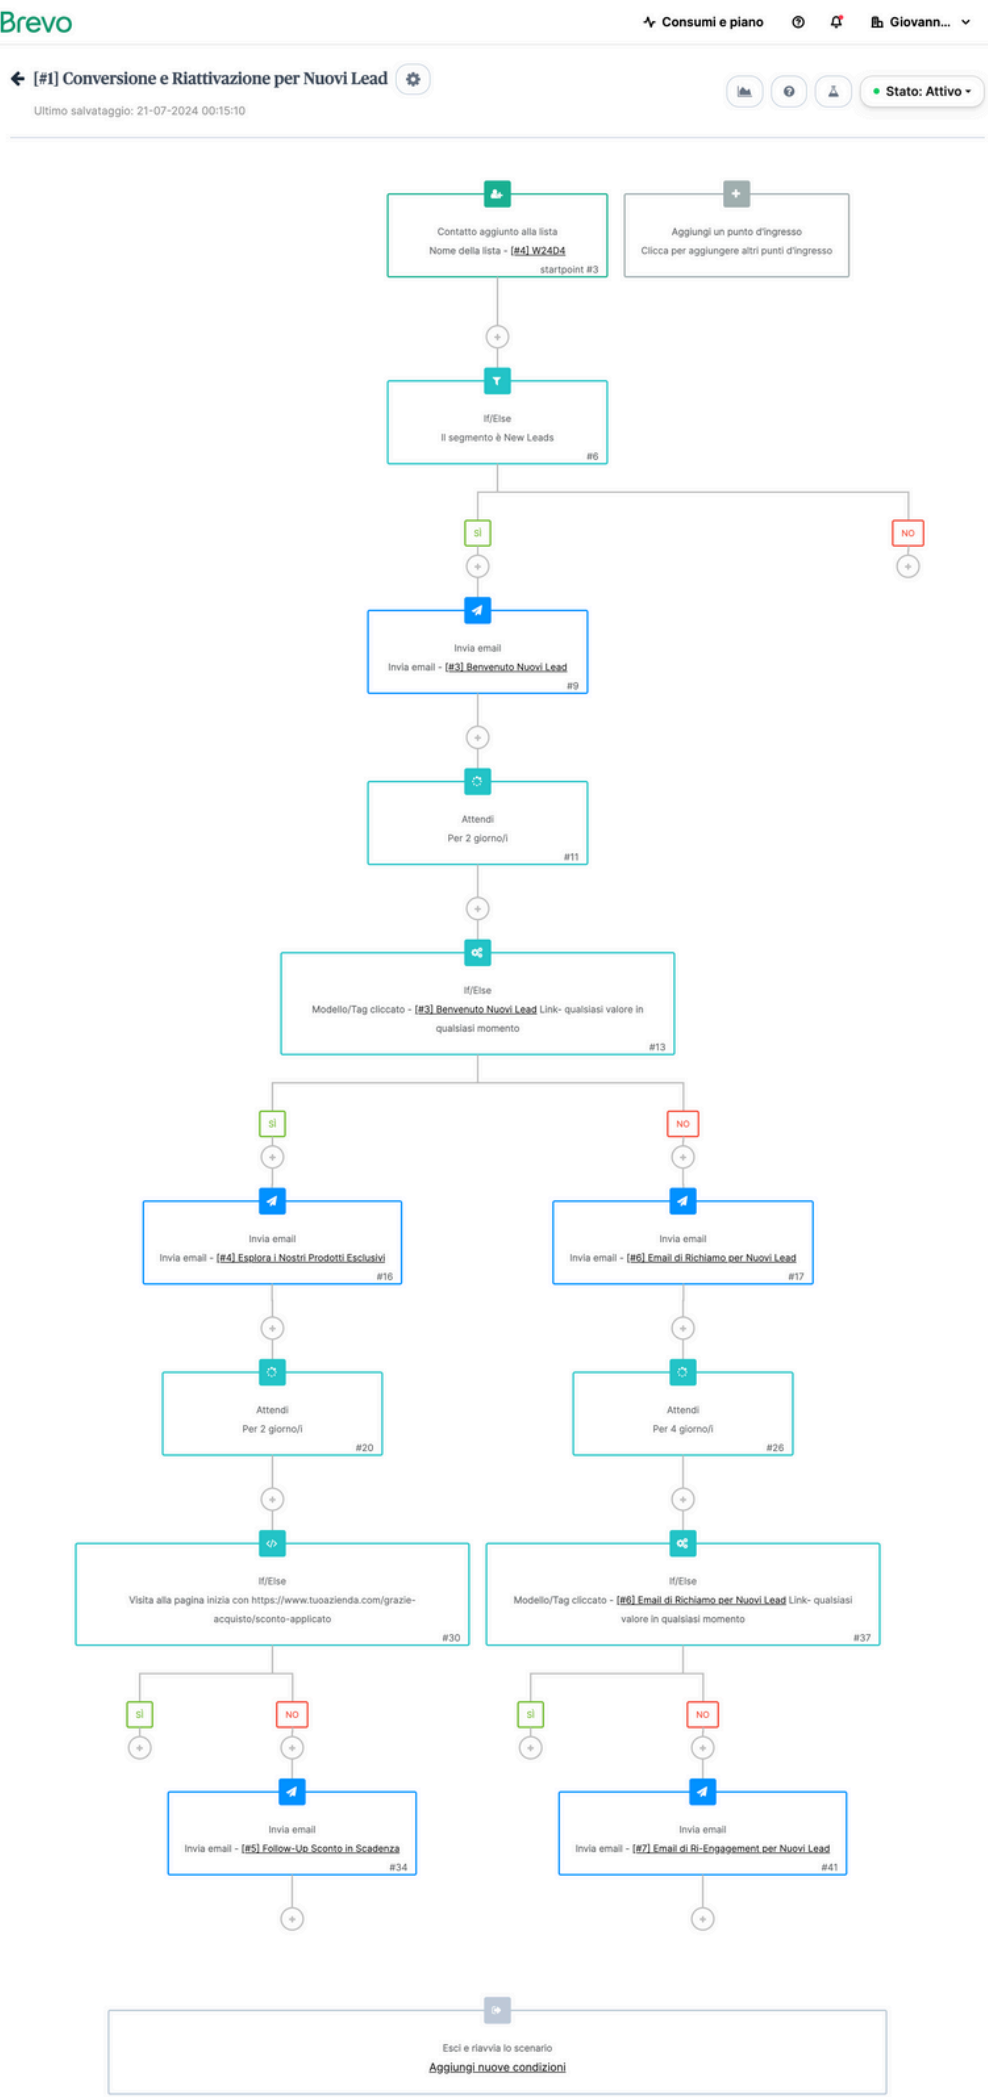 Brevo
Consumi e piano
Giovann...
[#1] Conversione e Riattivazione per Nuovi Lead
Ultimo salvataggio: 21-07-2024 00:15:10
Stato: Attivo
Contatto aggiunto alla lista
Nome della lista - [#4] W24D4
startpoint #3
Aggiungi un punto d'ingresso
Clicca per aggiungere altri punti d'ingresso
If/Else
Il segmento è New Leads
#6
SÌ
NO
Invia email
Invia email - [#3] Benvenuto Nuovi Lead
#9
Attendi
Per 2 giorno/i
#11
If/Else
Modello/Tag cliccato - [#3] Benvenuto Nuovi Lead Link- qualsiasi valore in
qualsiasi momento
#13
SÌ
NO
Invia email
Invia email - [#4] Esplora i Nostri Prodotti Esclusivi
#16
Invia email
Invia email - [#6] Email di Richiamo per Nuovi Lead
#17
Attendi
Per 2 giorno/i
#20
Attendi
Per 4 giorno/i
#26
If/Else
Visita alla pagina inizia con https://www.tuoazienda.com/grazie-
acquisto/sconto-applicato
#30
If/Else
Modello/Tag cliccato - [#6] Email di Richiamo per Nuovi Lead Link- qualsiasi
valore in qualsiasi momento
#37
SÌ
NO
SÌ
NO
Invia email
Invia email - [#5] Follow-Up Sconto in Scadenza
#34
Invia email
Invia email - [#7] Email di Ri-Engagement per Nuovi Lead
#41
Esci e riavvia lo scenario
Aggiungi nuove condizioni